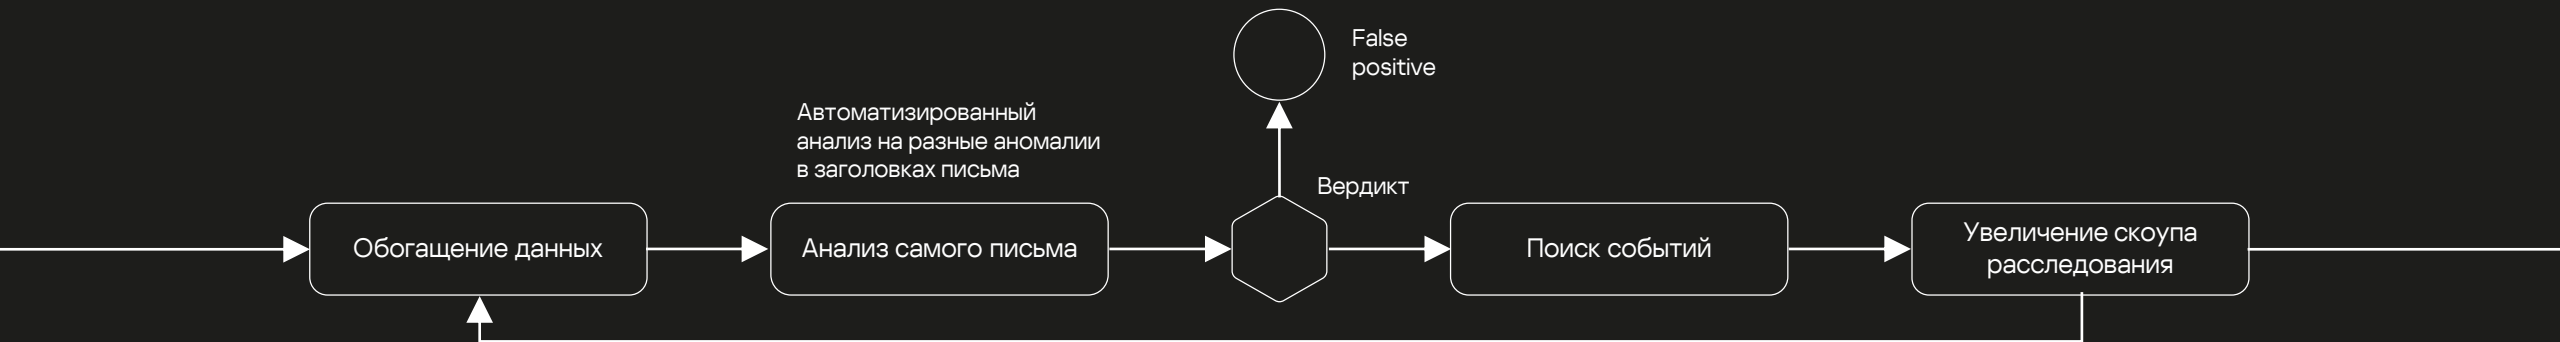 False
positive
Автоматизированный
анализ на разные аномалии
в заголовках письма
Вердикт
Обогащение данных
Анализ самого письма
Поиск событий
Увеличение скоупа
расследования